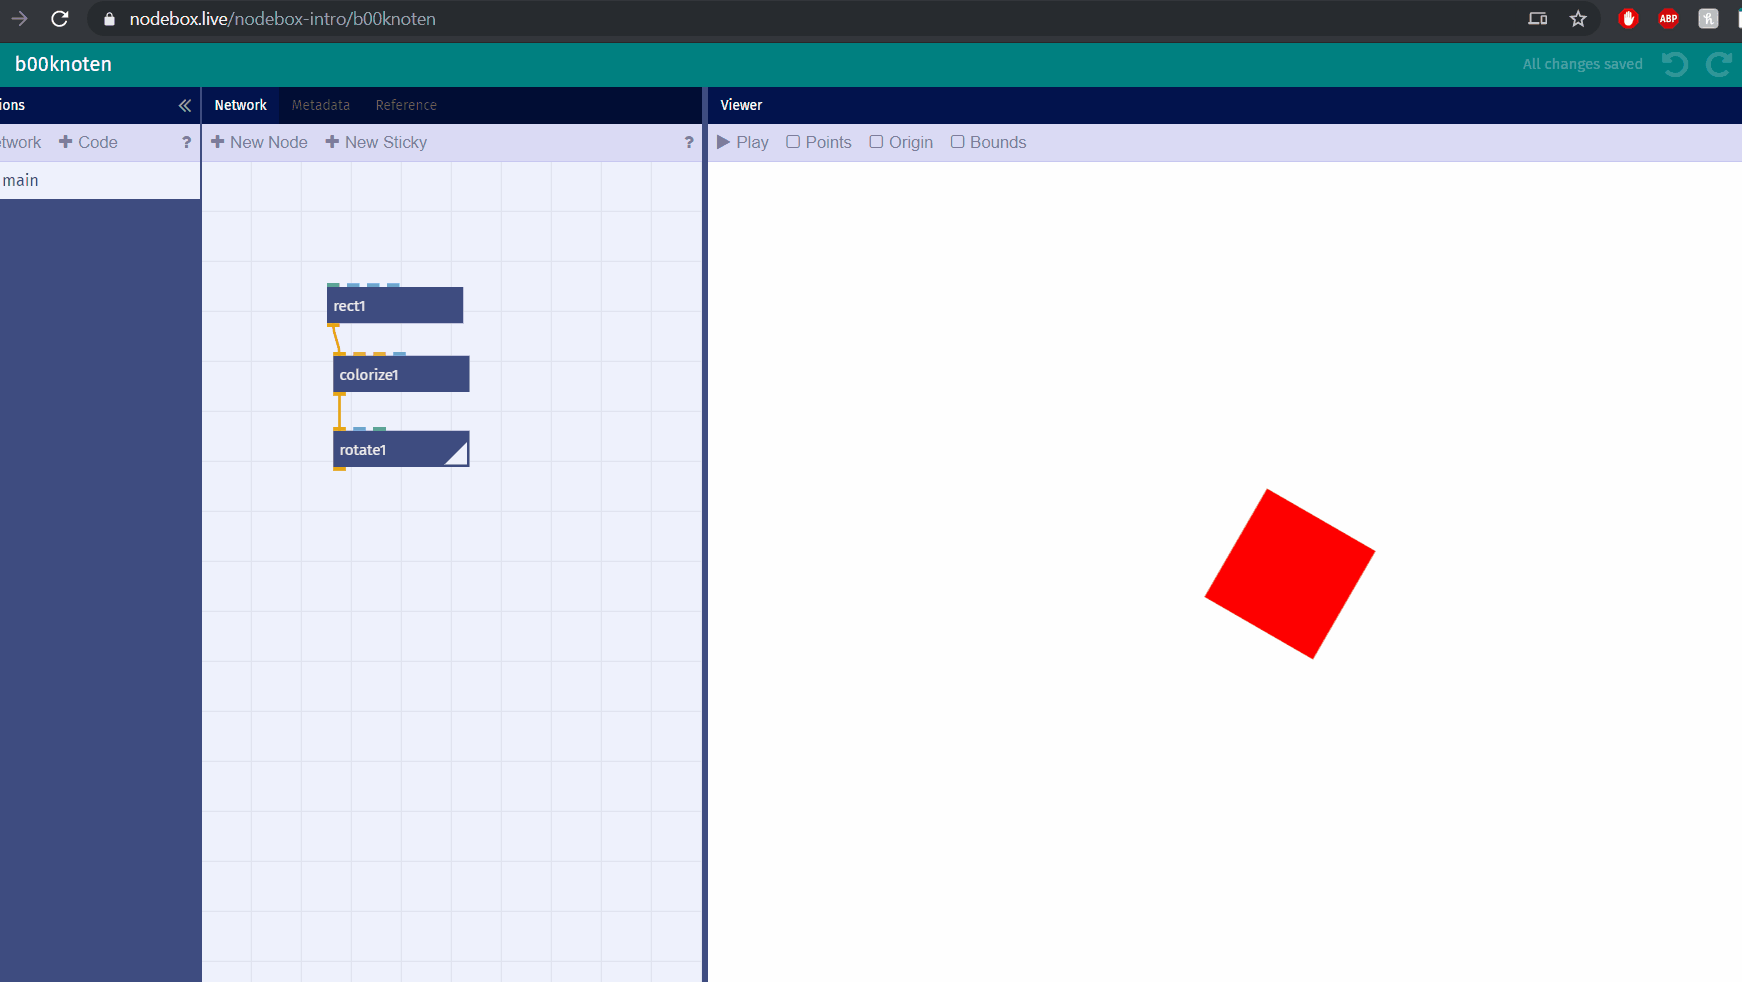 nodebox.live/nodebox-intro/b00knoten
ABP
b00knoten
All changes saved
ions
Network Metadata Reference
Viewer
twork + Code ?
+ New Node + New Sticky ?
Play Points Origin Bounds
main
rect1
colorize1
rotate1